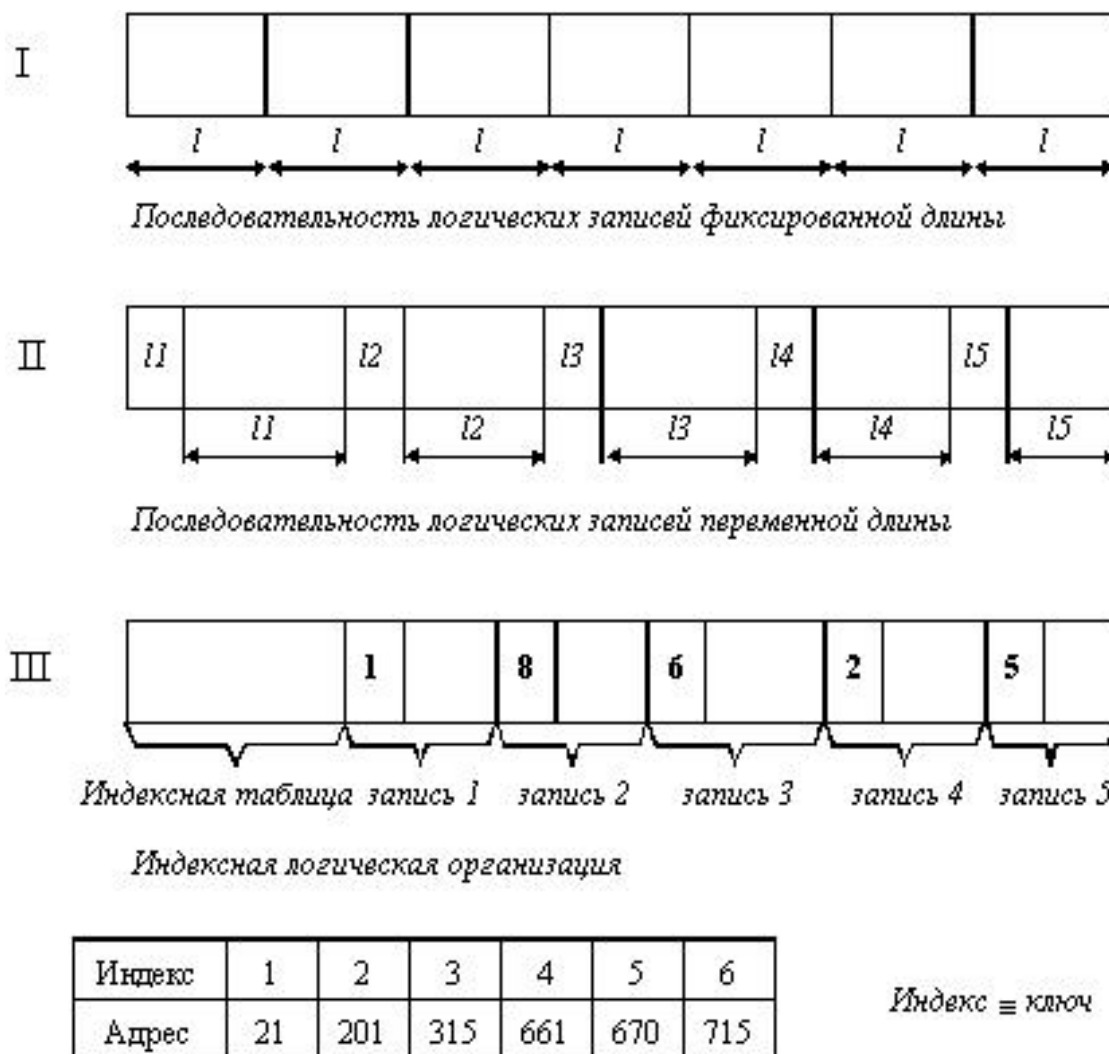 I
l l l l l l l
Последовательность логических записей фиксированной длины
II
l1 l2 l3 l4 l5
l1 l2 l3 l4 l5
Последовательность логических записей переменной длины
III
1 8 6 2 5
Индексная таблица запись 1 запись 2 запись 3 запись 4 запись 5
Индексная логическая организация
Индекс 1 2 3 4 5 6
Адрес 21 201 315 661 670 715
Индекс ≡ ключ